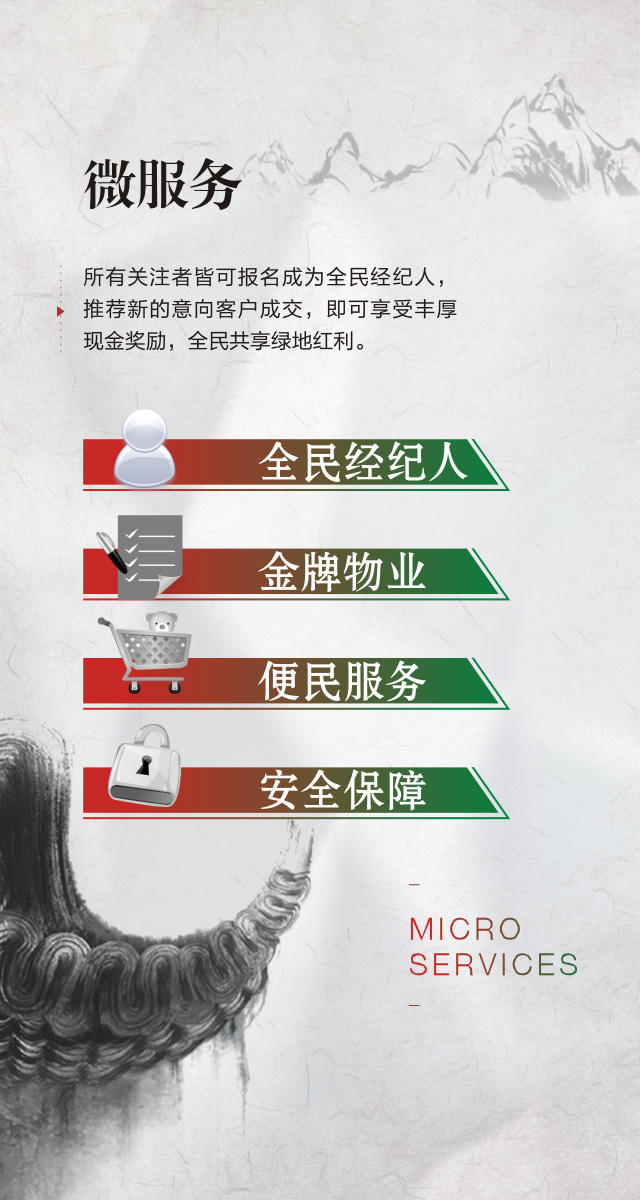 微服务
所有关注者皆可报名成为全民经纪人，
推荐新的意向客户成交，即可享受丰厚
现金奖励，全民共享绿地红利。
全民经纪人
金牌物业
便民服务
安全保障
MICRO
SERVICES